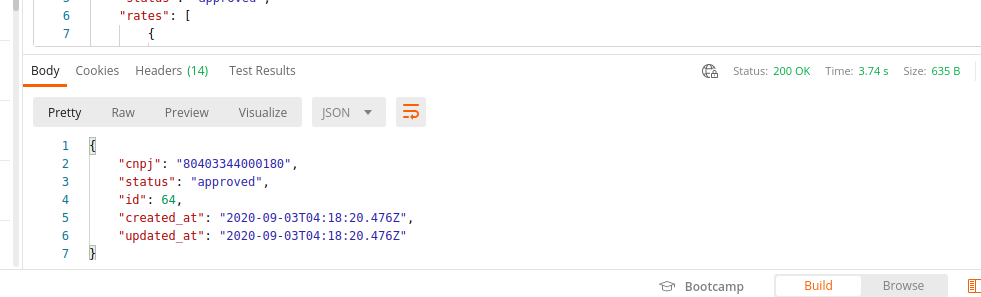 5 "status": "approved",
6 "rates": [
7 {
Body Cookies Headers (14) Test Results Status: 200 OK Time: 3.74 s Size: 635 B
Pretty Raw Preview Visualize JSON
1 {
2 "cnpj": "80403344000180",
3 "status": "approved",
4 "id": 64,
5 "created_at": "2020-09-03T04:18:20.476Z",
6 "updated_at": "2020-09-03T04:18:20.476Z"
7 }
Bootcamp Build Browse